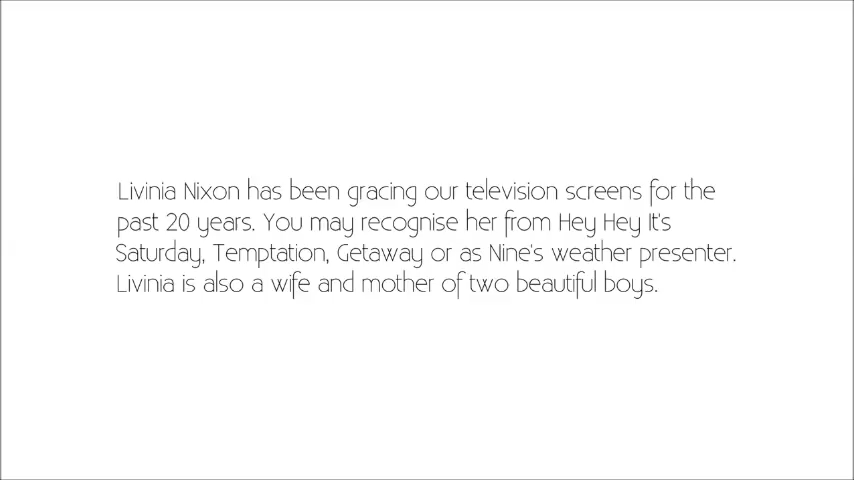 Livinia Nixon has been gracing our television screens for the
past 20 years. You may recognise her from Hey Hey It's
Saturday, Temptation, Getaway or as Nine's weather presenter.
Livinia is also a wife and mother of two beautiful boys.